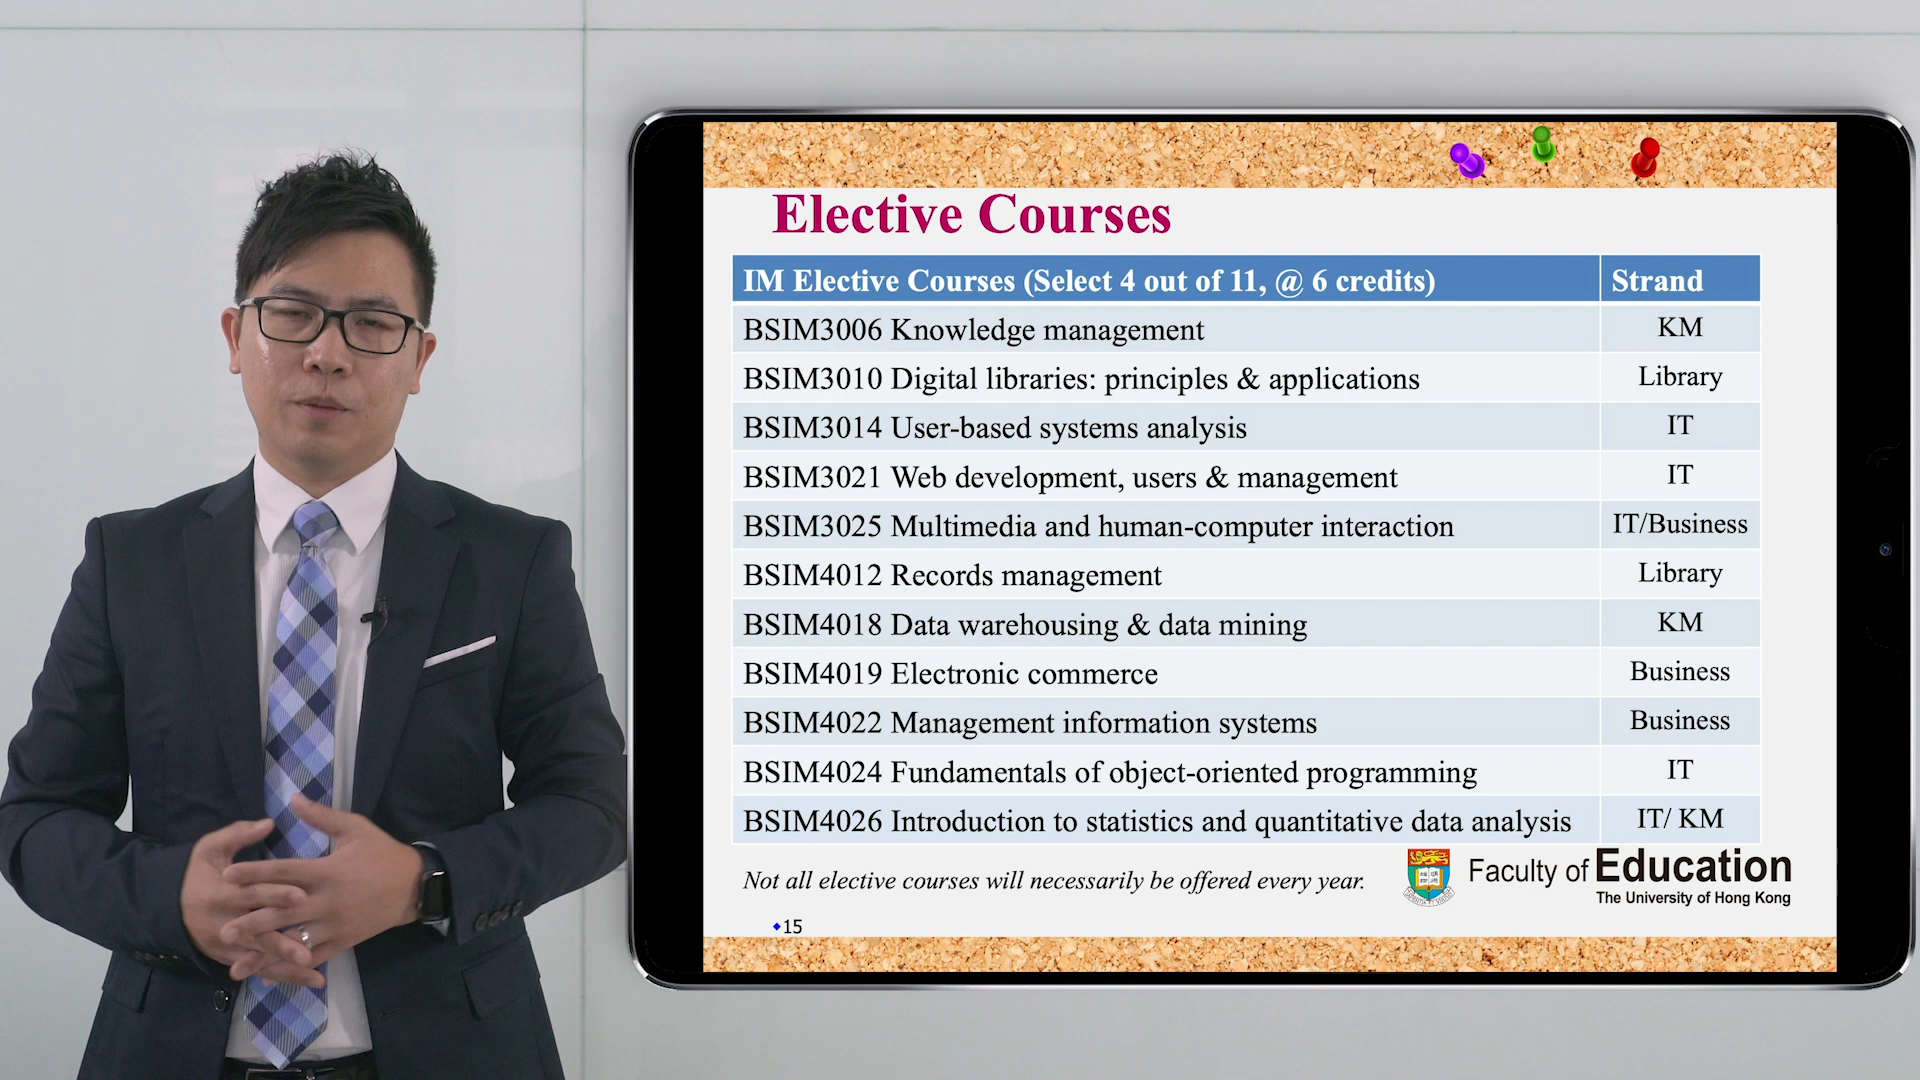 Elective Courses
IM Elective Courses (Select 4 out of 11, @ 6 credits) Strand
BSIM3006 Knowledge management KM
BSIM3010 Digital libraries: principles & applications Library
BSIM3014 User-based systems analysis IT
BSIM3021 Web development, users & management IT
BSIM3025 Multimedia and human-computer interaction IT/Business
BSIM4012 Records management Library
BSIM4018 Data warehousing & data mining KM
BSIM4019 Electronic commerce Business
BSIM4022 Management information systems Business
BSIM4024 Fundamentals of object-oriented programming IT
BSIM4026 Introduction to statistics and quantitative data analysis IT/ KM
Not all elective courses will necessarily be offered every year.
Faculty of Education
The University of Hong Kong
15